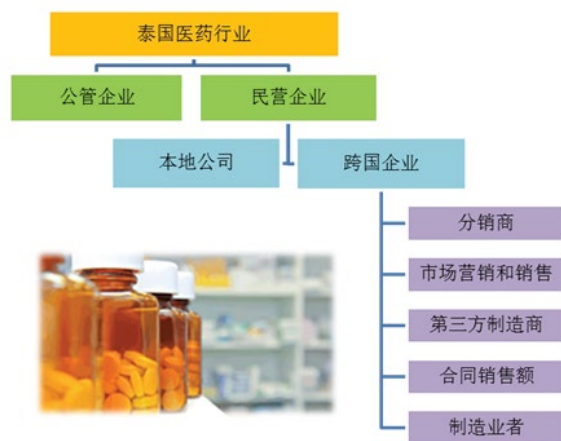 泰国医药行业
公管企业
民营企业
本地公司
跨国企业
分销商
市场营销和销售
第三方制造商
合同销售额
制造业者